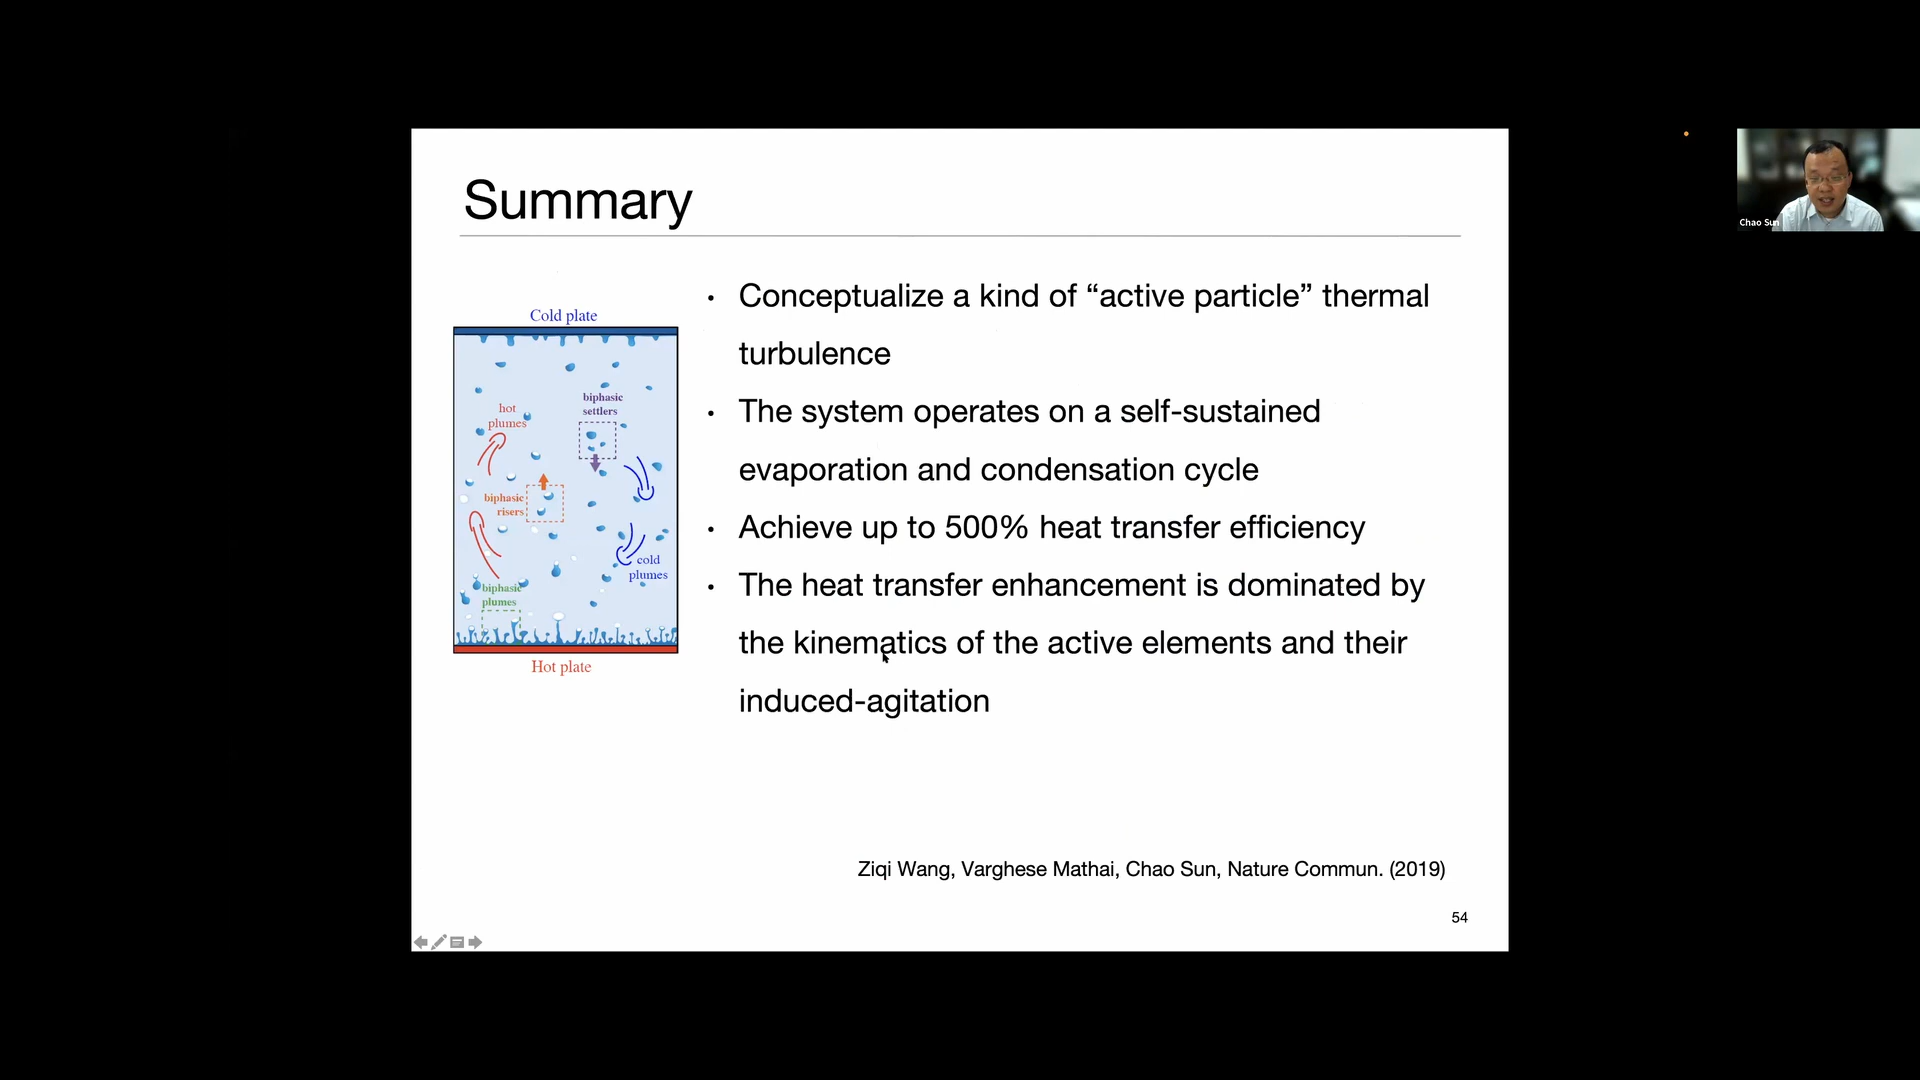 Summary
Cold plate
hot
plumes
biphasic
settlers
biphasic
risers
cold
plumes
biphasic
plumes
Hot plate
• Conceptualize a kind of “active particle” thermal
turbulence
• The system operates on a self-sustained
evaporation and condensation cycle
• Achieve up to 500% heat transfer efficiency
• The heat transfer enhancement is dominated by
the kinematics of the active elements and their
induced-agitation
Ziqi Wang, Varghese Mathai, Chao Sun, Nature Commun. (2019)
54
Chao Sun